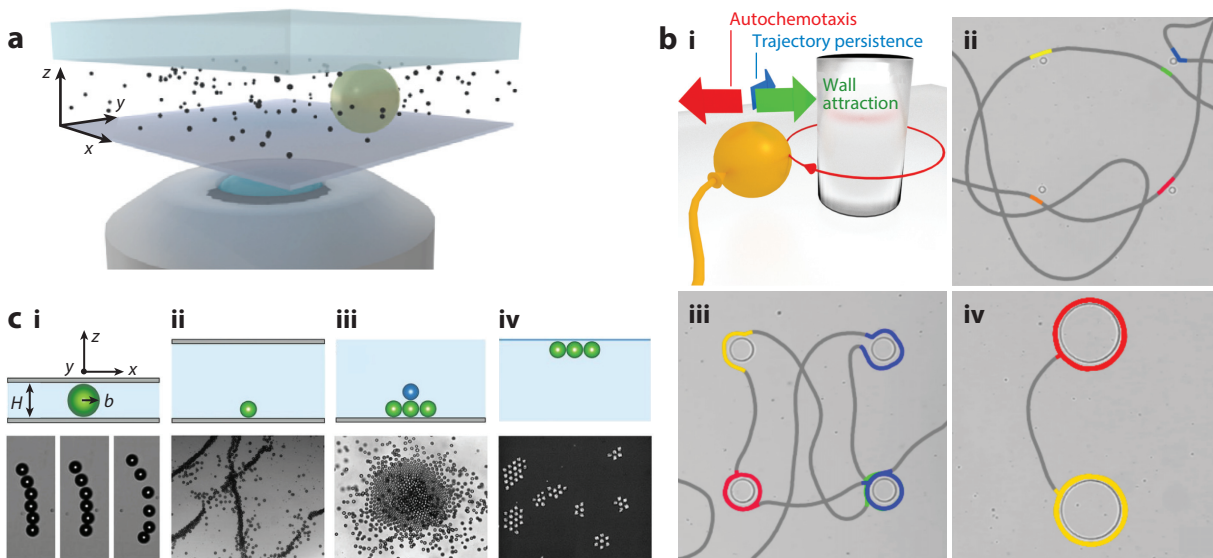 a
z
y
x
b i
Autochemotaxis
Trajectory persistence
Wall
attraction
ii
iii
iv
c i
z
y
x
H
b
ii
iii
iv